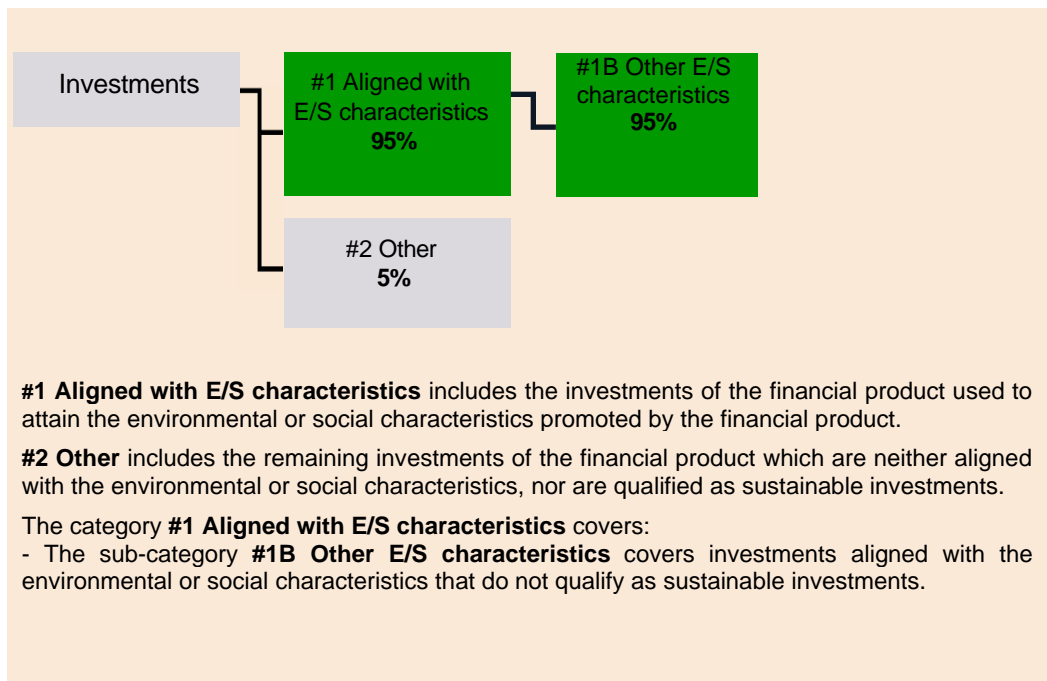 Investments
#1 Aligned with
E/S characteristics
95%
#1B Other E/S
characteristics
95%
#2 Other
5%
#1 Aligned with E/S characteristics includes the investments of the financial product used to
attain the environmental or social characteristics promoted by the financial product.
#2 Other includes the remaining investments of the financial product which are neither aligned
with the environmental or social characteristics, nor are qualified as sustainable investments.
The category #1 Aligned with E/S characteristics covers:
- The sub-category #1B Other E/S characteristics covers investments aligned with the
environmental or social characteristics that do not qualify as sustainable investments.